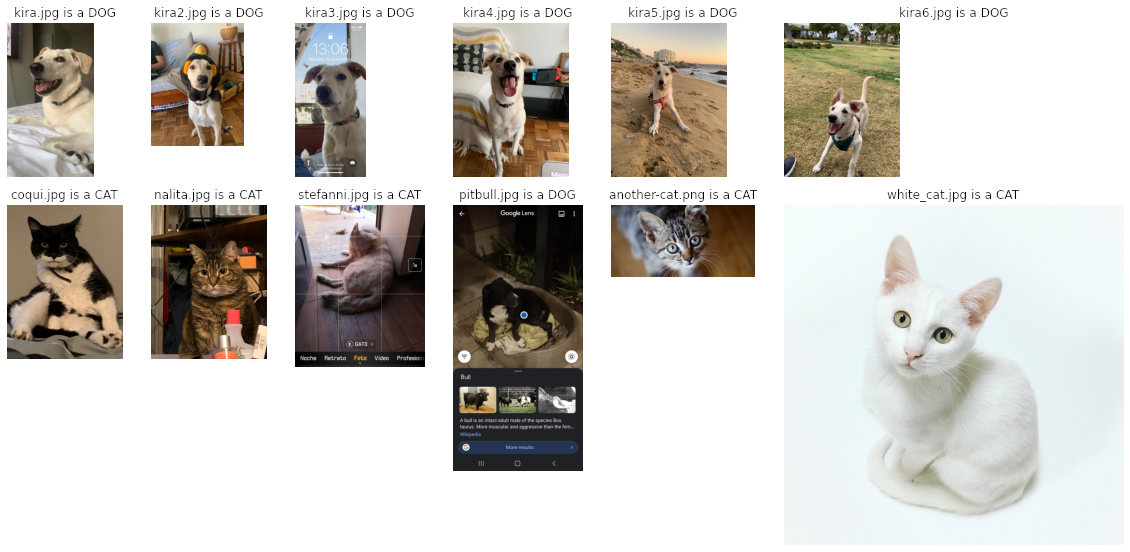 kira.jpg is a DOG
kira2.jpg is a DOG
kira3.jpg is a DOG
kira4.jpg is a DOG
kira5.jpg is a DOG
kira6.jpg is a DOG
13:06
coqui.jpg is a CAT
nalita.jpg is a CAT
stefanni.jpg is a CAT
pitbull.jpg is a DOG
another-cat.png is a CAT
white_cat.jpg is a CAT
GATO
Noche Retrato Foto Video Profesion
Google Lens
Bull
A bull is an intact adult male of the species Bos
taurus. More muscular and aggressive than the fem...
Wikipedia
More results